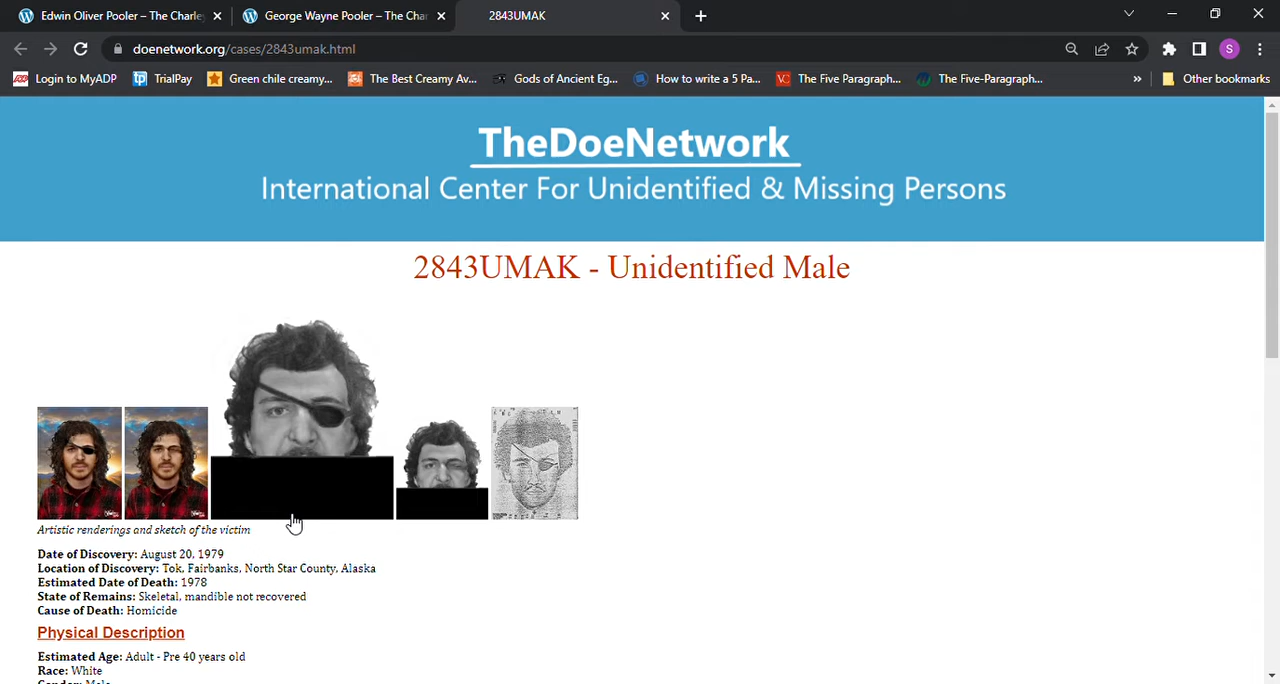 Edwin Oliver Pooler – The Charley
George Wayne Pooler – The Char
2843UMAK
doenetwork.org/cases/2843umak.html
S
Login to MyADP
tp TrialPay
Green chile creamy...
The Best Creamy Av...
Gods of Ancient Eg...
How to write a 5 Pa...
VC The Five Paragraph...
The Five-Paragraph...
» Other bookmarks
TheDoeNetwork
International Center For Unidentified & Missing Persons
2843UMAK - Unidentified Male
Artistic renderings and sketch of the victim
Date of Discovery: August 20, 1979
Location of Discovery: Tok, Fairbanks, North Star County, Alaska
Estimated Date of Death: 1978
State of Remains: Skeletal, mandible not recovered
Cause of Death: Homicide
Physical Description
Estimated Age: Adult - Pre 40 years old
Race: White